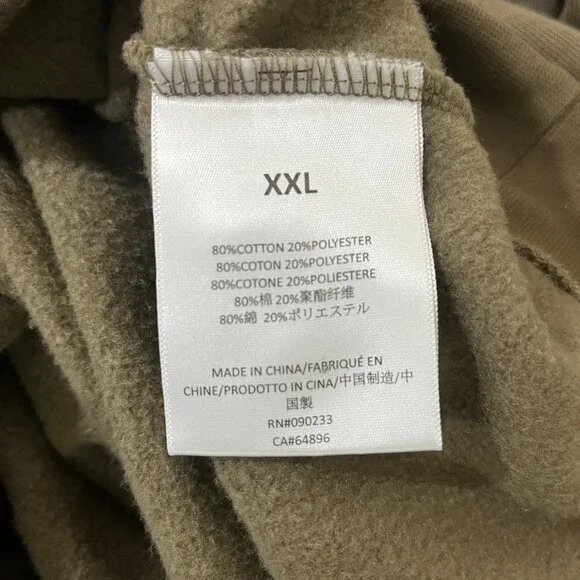 XXL
80%COTTON 20%POLYESTER
80%COTON 20%POLYESTER
80%COTONE 20%POLIESTERE
80%棉 20%聚酯纤维
80%綿 20%ポリエステル
MADE IN CHINA/FABRIQUÉ EN
CHINE/PRODOTTO IN CINA/中国制造/中
国製
RN#090233
CA#64896